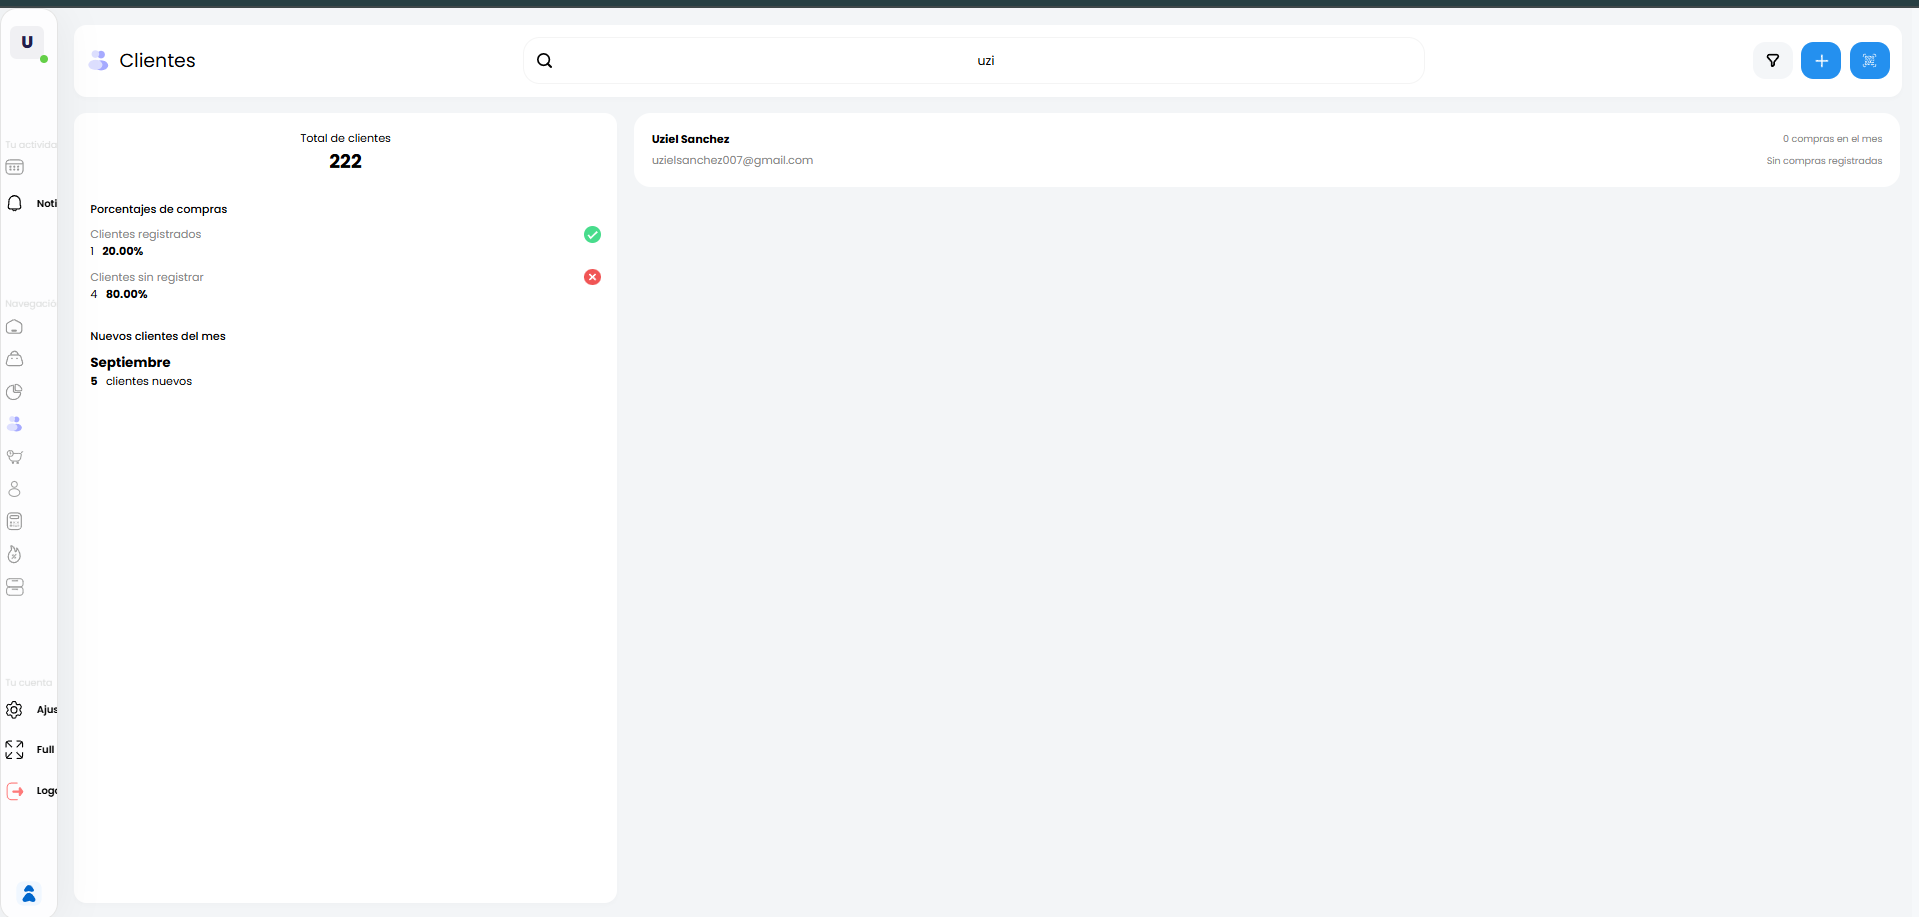 U
Tu activida
Noti
Navegació
Tu cuenta
Ajus
Full
Logo
Clientes
uzi
Total de clientes
222
Porcentajes de compras
Clientes registrados
1 20.00%
Clientes sin registrar
4 80.00%
Nuevos clientes del mes
Septiembre
5 clientes nuevos
Uziel Sanchez
0 compras en el mes
uzielsanchez007@gmail.com
Sin compras registradas